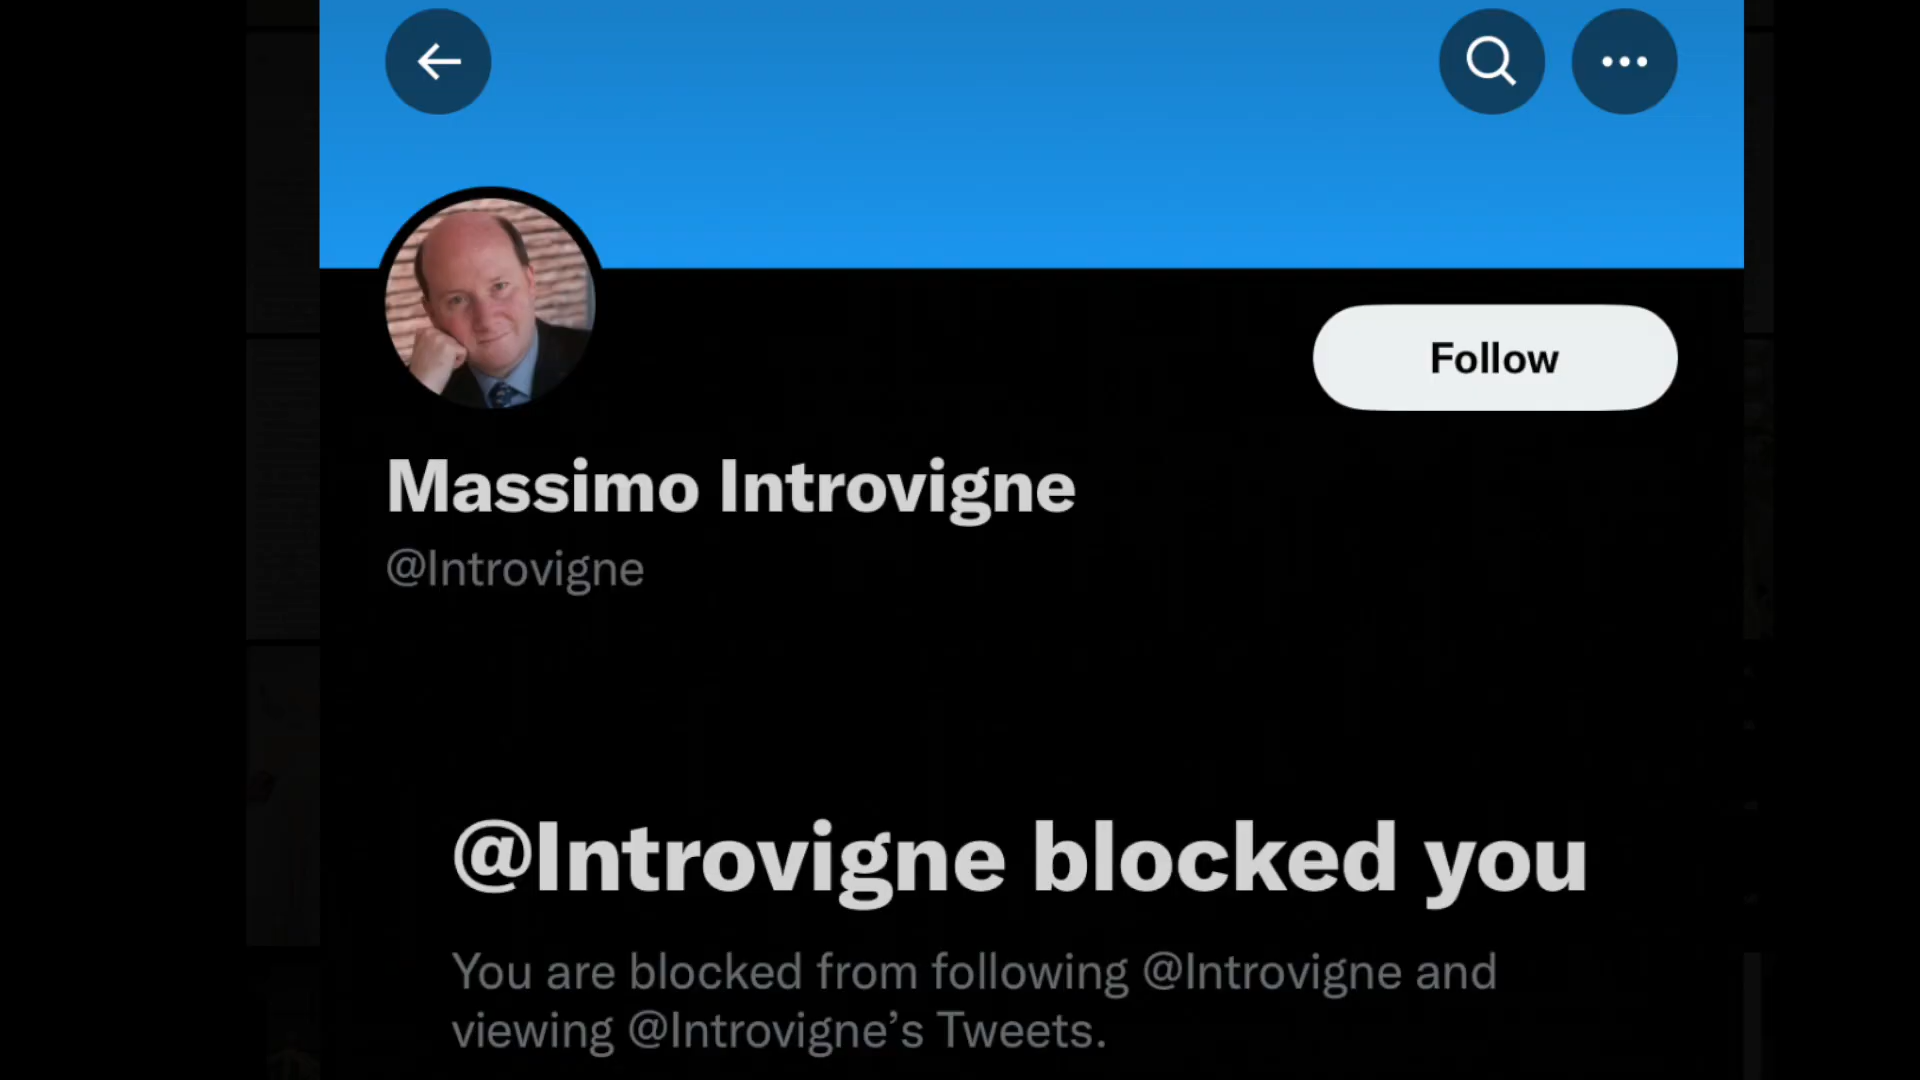 Follow
Massimo Introvigne
@Introvigne
@Introvigne blocked you
You are blocked from following @Introvigne and
viewing @Introvigne’s Tweets.